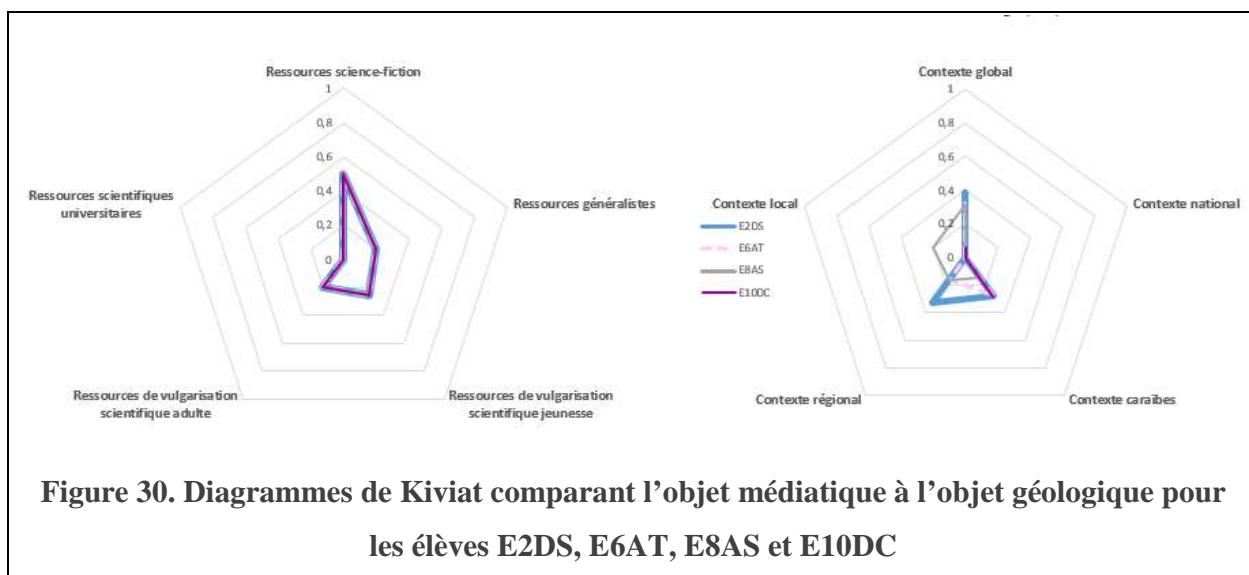 Ressources science-fiction
1
0,8
0,6
0,4
0,2
0
Ressources scientifiques
universitaires
Ressources généralistes
Ressources de vulgarisation
scientifique adulte
Ressources de vulgarisation
scientifique jeunesse
Contexte global
1
0,8
0,6
0,4
0,2
0
Contexte local
Contexte national
E2DS
E6AT
E8AS
E10DC
Contexte régional
Contexte caraïbes
Figure 30. Diagrammes de Kiviat comparant l’objet médiatique à l’objet géologique pour
les élèves E2DS, E6AT, E8AS et E10DC